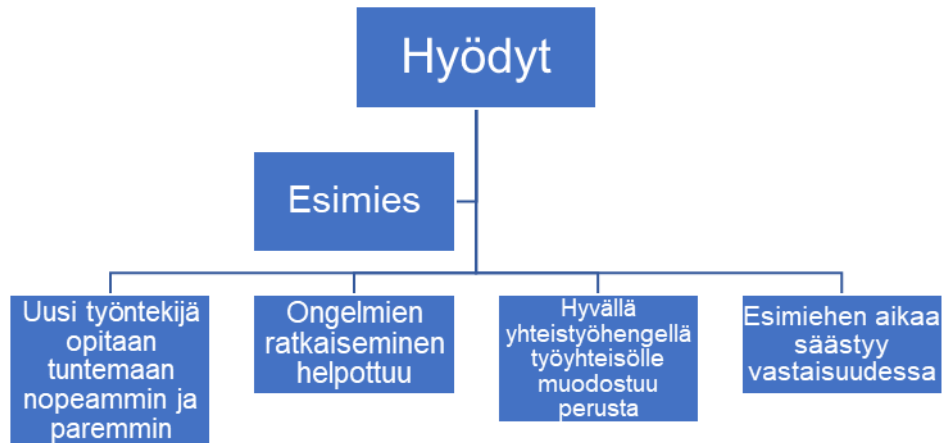 Hyödyt
Esimies
Uusi työntekijä
opitaan
tuntemaan
nopeammin ja
paremmin
Ongelmien
ratkaiseminen
helpottuu
Hyvällä
yhteistyöhengellä
työyhteisölle
muodostuu
perusta
Esimiehen aikaa
säästyy
vastaisuudessa